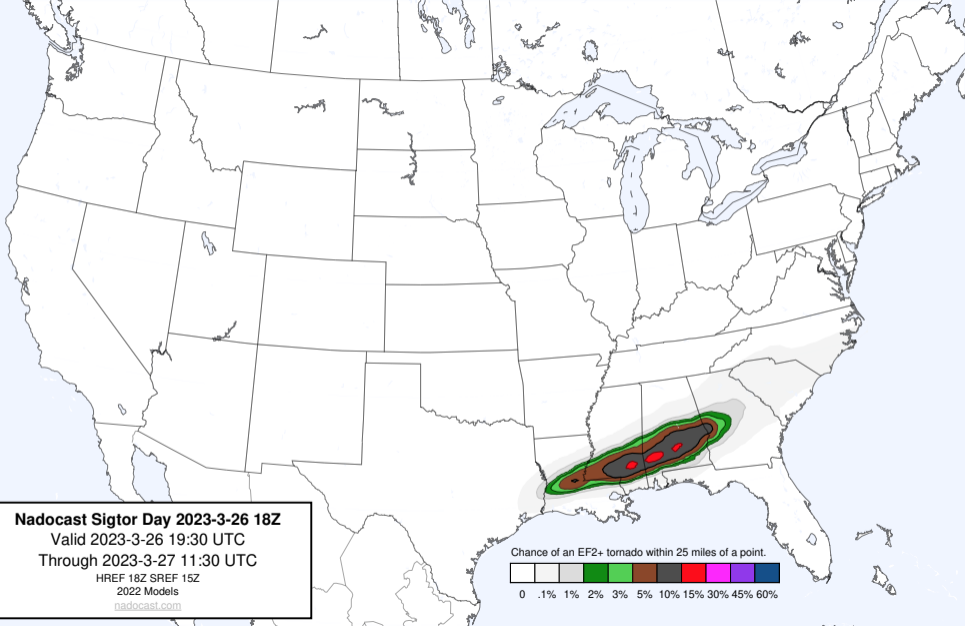 Nadocast Sigtor Day 2023-3-26 18Z
Valid 2023-3-26 19:30 UTC
Through 2023-3-27 11:30 UTC
HREF 18Z SREF 15Z
2022 Models
nadocast.com
Chance of an EF2+ tornado within 25 miles of a point.
0 .1% 1% 2% 3% 5% 10% 15% 30% 45% 60%